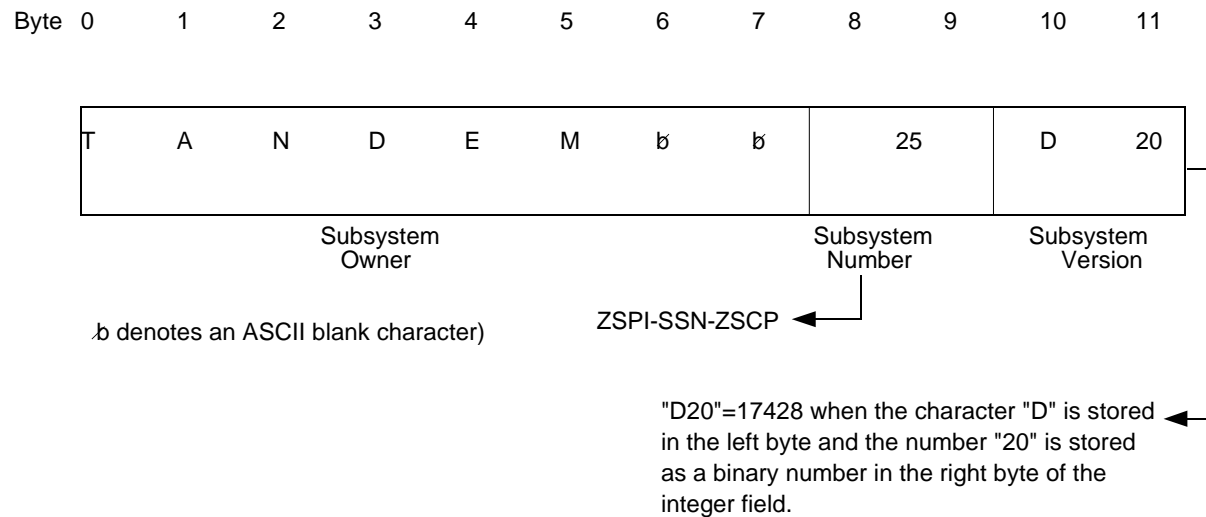 Byte 0 1 2 3 4 5 6 7 8 9 10 11
T A N D E M ␢ ␢ 25 D 20
Subsystem Owner
Subsystem Number
Subsystem Version
␢ denotes an ASCII blank character)
ZSPI-SSN-ZSCP
"D20"=17428 when the character "D" is stored
in the left byte and the number "20" is stored
as a binary number in the right byte of the
integer field.